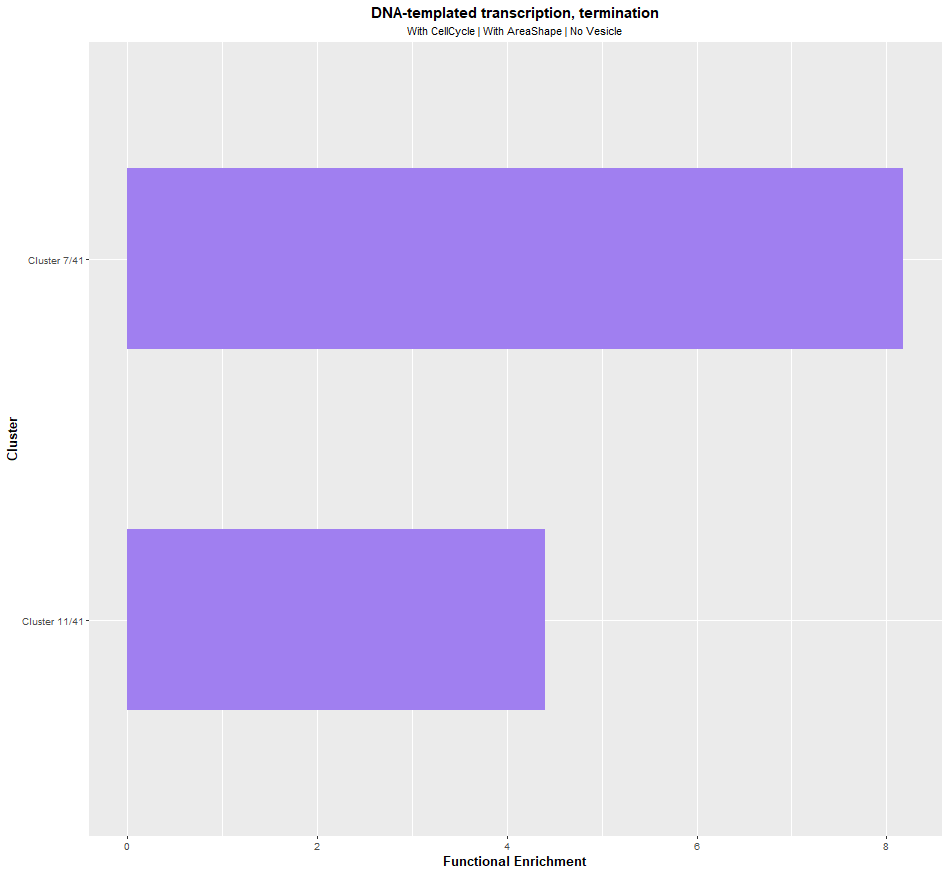 DNA-templated transcription, termination
With CellCycle | With AreaShape | No Vesicle
Cluster
Cluster 7/41
Cluster 11/41
0 2 4 6 8
Functional Enrichment